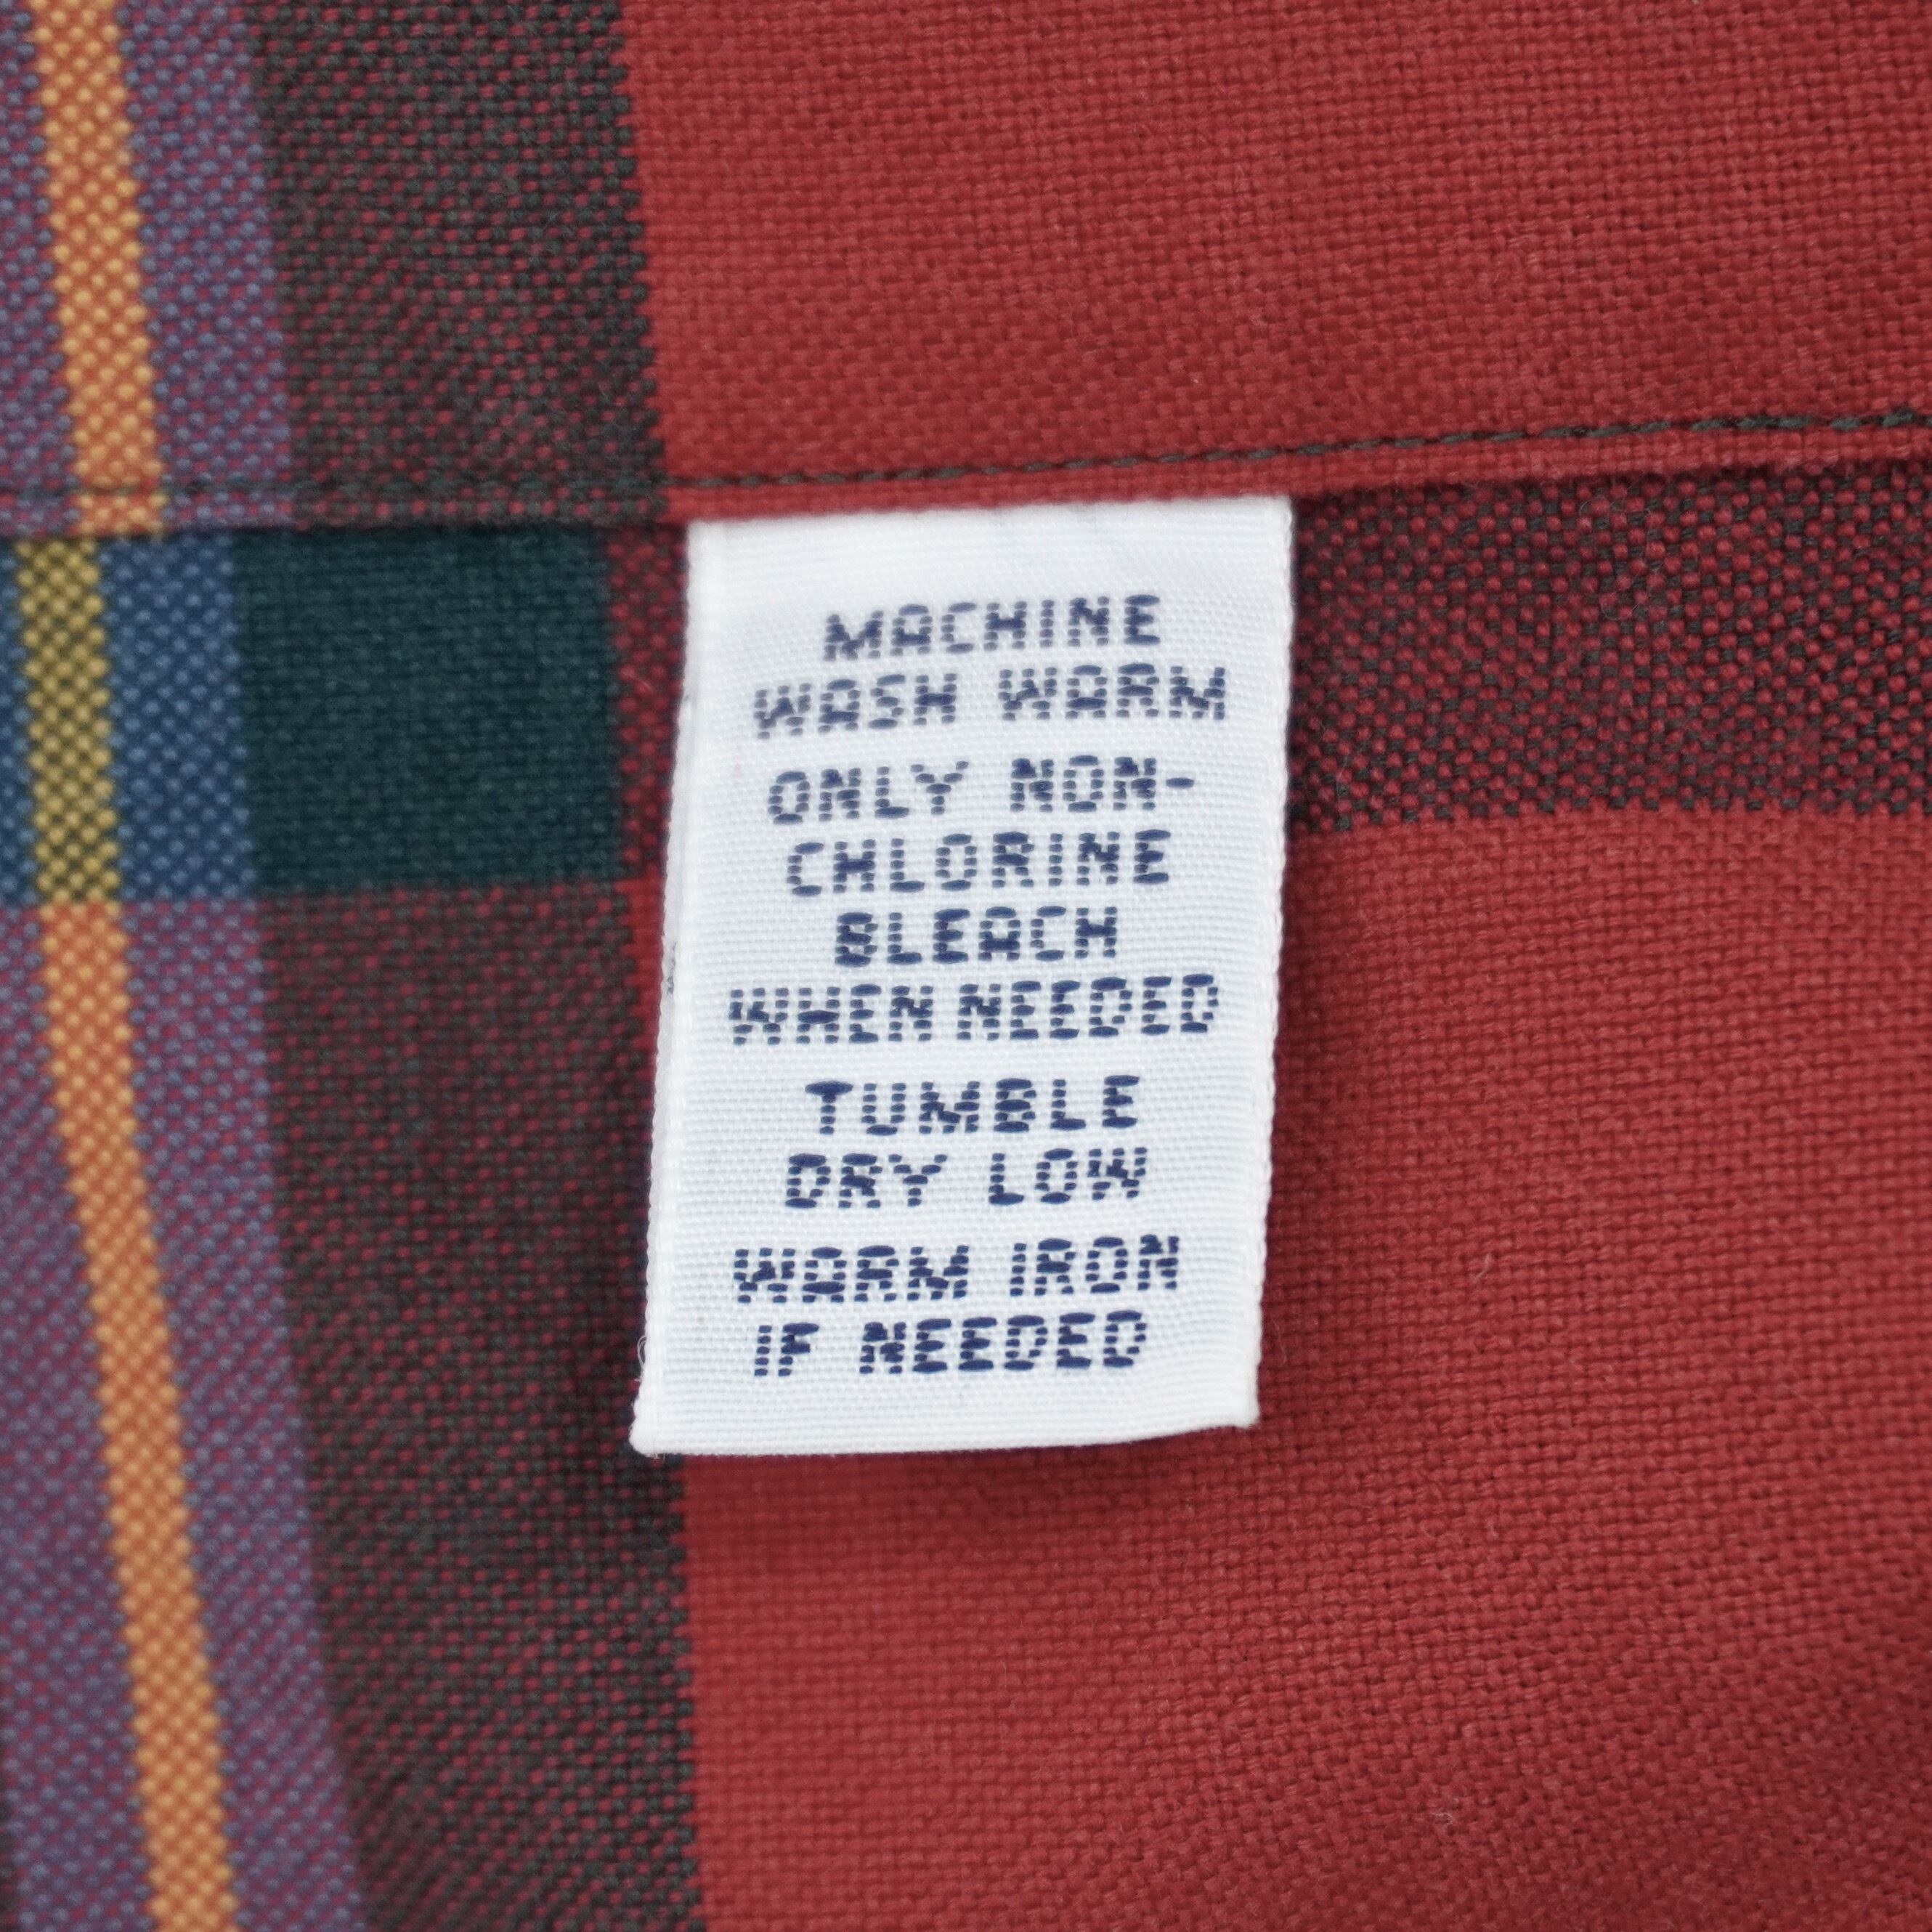 MACHINE
WASH WARM
ONLY NON-
CHLORINE
BLEACH
WHEN NEEDED
TUMBLE
DRY LOW
WARM IRON
IF NEEDED